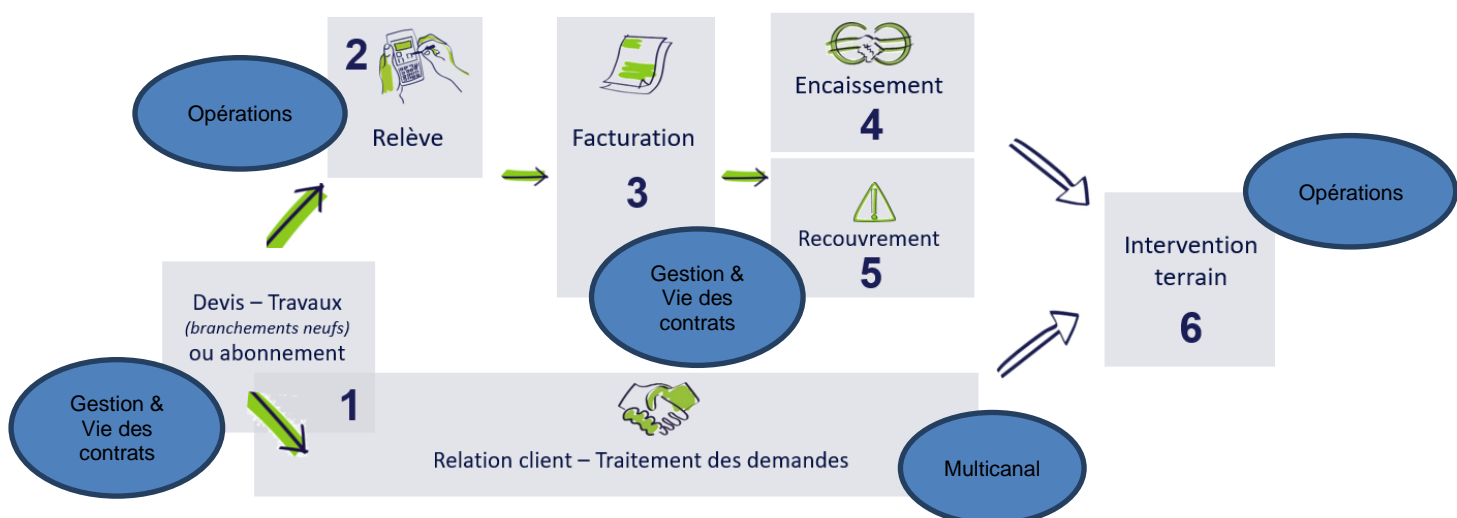 Opérations
2
Relève
Facturation
3
Encaissement
4
Recouvrement
5
Gestion &
Vie des
contrats
Opérations
Intervention
terrain
6
Devis – Travaux
(branchements neufs)
ou abonnement
1
Gestion &
Vie des
contrats
Relation client – Traitement des demandes
Multicanal